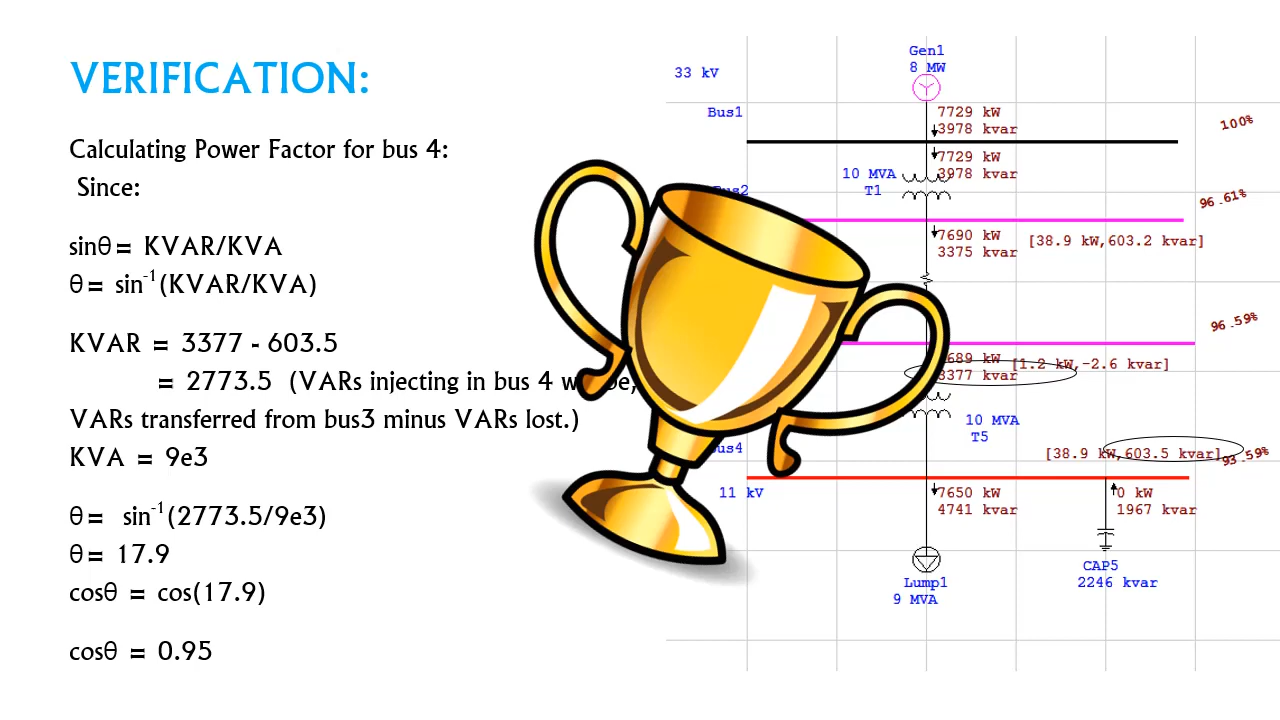 VERIFICATION:
Calculating Power Factor for bus 4:
Since:
sinθ = KVAR/KVA
θ = sin⁻¹(KVAR/KVA)
KVAR = 3377 - 603.5
= 2773.5 (VARs injecting in bus 4
VARs transferred from bus3 minus VARs lost.)
KVA = 9e3
θ = sin⁻¹(2773.5/9e3)
θ = 17.9
cosθ = cos(17.9)
cosθ = 0.95
Gen1
8 MW
33 kV
Bus1
7729 kW
3978 kvar
100%
7729 kW
3978 kvar
10 MVA
T1
Bus2
96.61%
7690 kW
3375 kvar
[38.9 kW,603.2 kvar]
96.59%
7689 kW
3377 kvar
[1.2 kW,-2.6 kvar]
10 MVA
T5
Bus4
[38.9 kW,603.5 kvar]
93.59%
11 kV
7650 kW
4741 kvar
0 kW
1967 kvar
CAP5
2246 kvar
Lump1
9 MVA